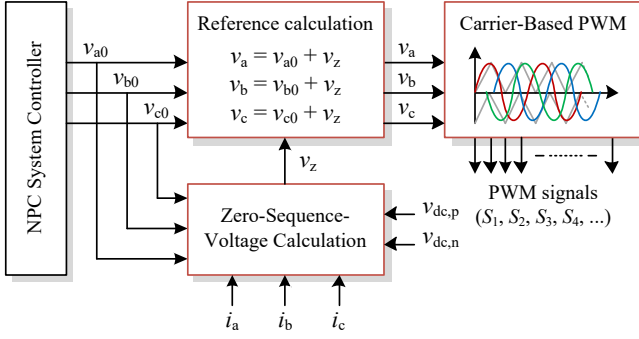 NPC System Controller
v_a0
v_b0
v_c0
Reference calculation
v_a = v_a0 + v_z
v_b = v_b0 + v_z
v_c = v_c0 + v_z
v_a
v_b
v_c
Carrier-Based PWM
PWM signals
(S_1, S_2, S_3, S_4, ...)
v_z
Zero-Sequence-
Voltage Calculation
v_dc,p
v_dc,n
i_a
i_b
i_c